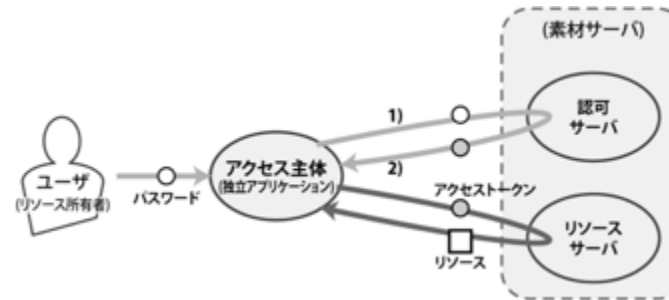 (素材サーバ)
1)
認可
サーバ
2)
ユーザ
(リソース所有者)
パスワード
アクセス主体
(独立アプリケーション)
アクセストークン
リソース
サーバ
リソース